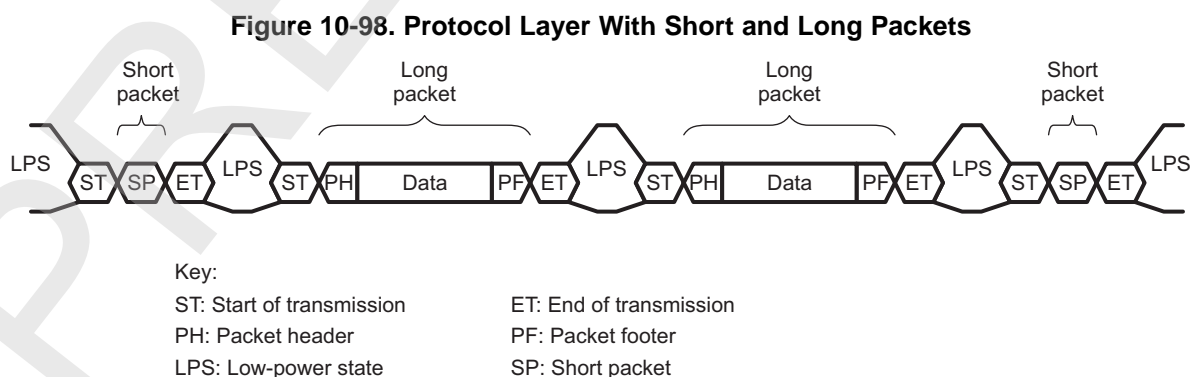 Figure 10-98. Protocol Layer With Short and Long Packets
Short
packet
Long
packet
Long
packet
Short
packet
LPS ST SP ET LPS ST PH Data PF ET LPS ST PH Data PF ET LPS ST SP ET LPS
Key:
ST: Start of transmission ET: End of transmission
PH: Packet header PF: Packet footer
LPS: Low-power state SP: Short packet